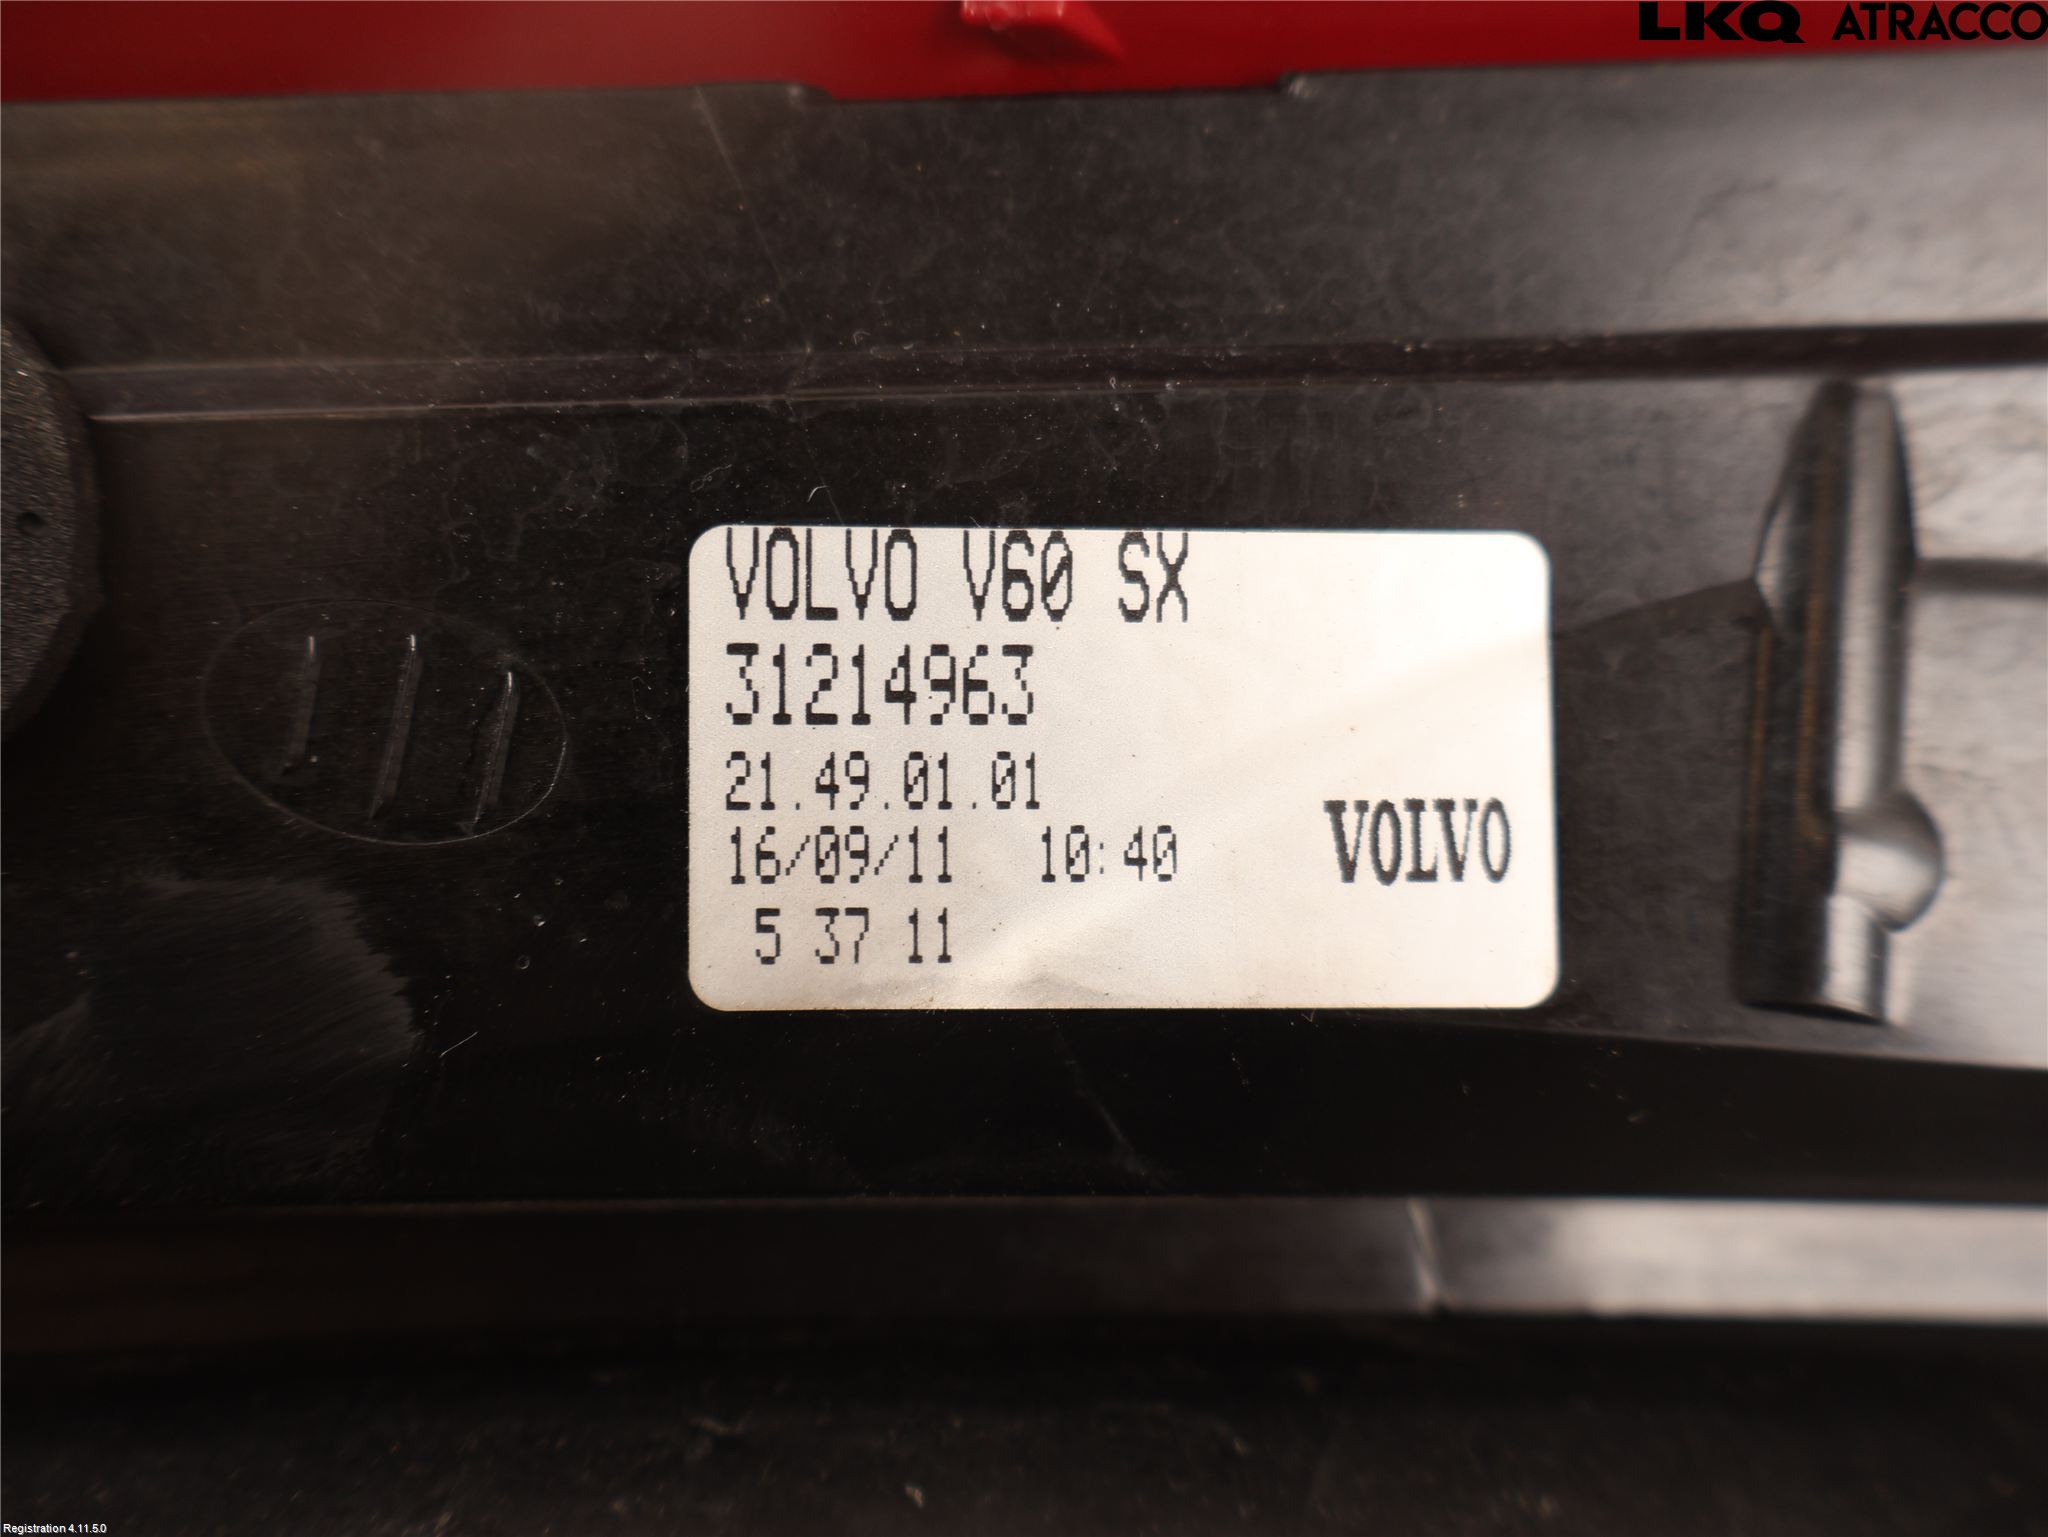 LKQ ATRACCO
VOLVO V60 SX
31214963
21.49.01.01
16/09/11 10:40
VOLVO
5 37 11
Registration 4.11.5.0